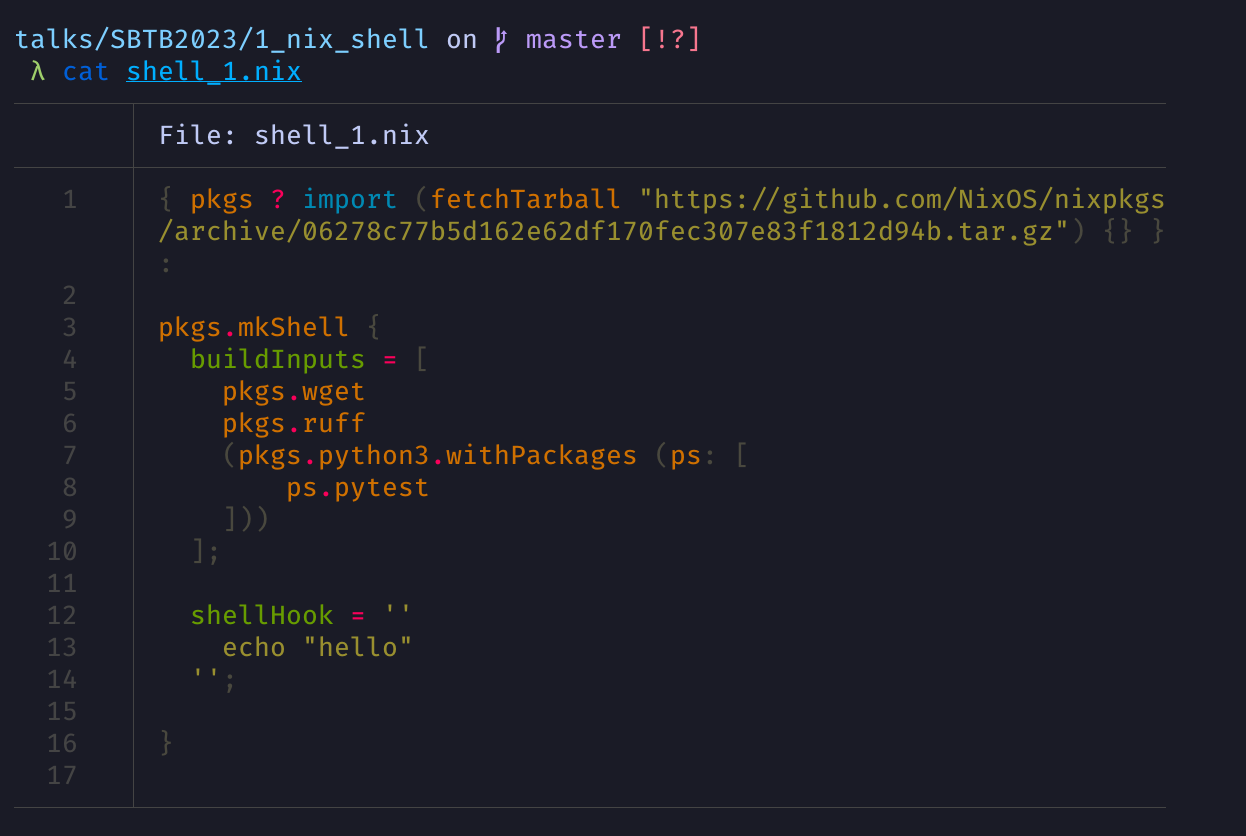 talks/SBTB2023/1_nix_shell on master [!?]
λ cat shell_1.nix
File: shell_1.nix
1 { pkgs ? import (fetchTarball "https://github.com/NixOS/nixpkgs
/archive/06278c77b5d162e62df170fec307e83f1812d94b.tar.gz") {} }
:
2
3 pkgs.mkShell {
4   buildInputs = [
5     pkgs.wget
6     pkgs.ruff
7     (pkgs.python3.withPackages (ps: [
8         ps.pytest
9     ]))
10   ];
11
12   shellHook = ''
13     echo "hello"
14   '';
15
16 }
17